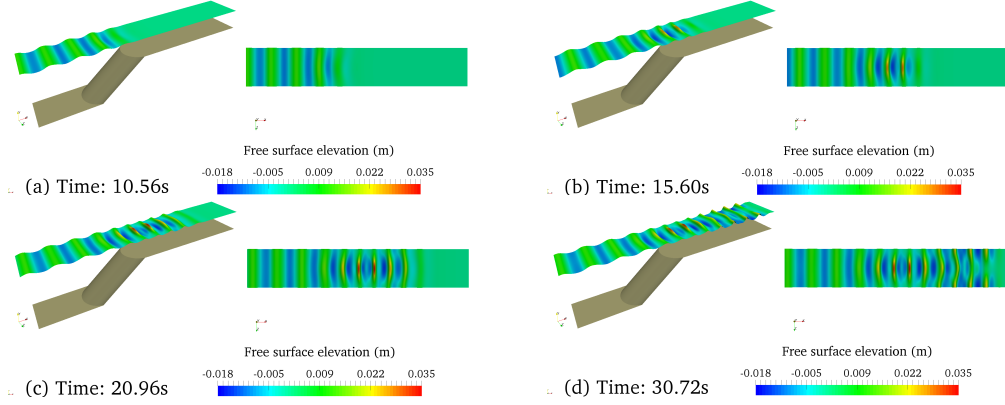 Free surface elevation (m)
-0.018 -0.005 0.009 0.022 0.035
(a) Time: 10.56s
Free surface elevation (m)
-0.018 -0.005 0.009 0.022 0.035
(b) Time: 15.60s
Free surface elevation (m)
-0.018 -0.005 0.009 0.022 0.035
(c) Time: 20.96s
Free surface elevation (m)
-0.018 -0.005 0.009 0.022 0.035
(d) Time: 30.72s